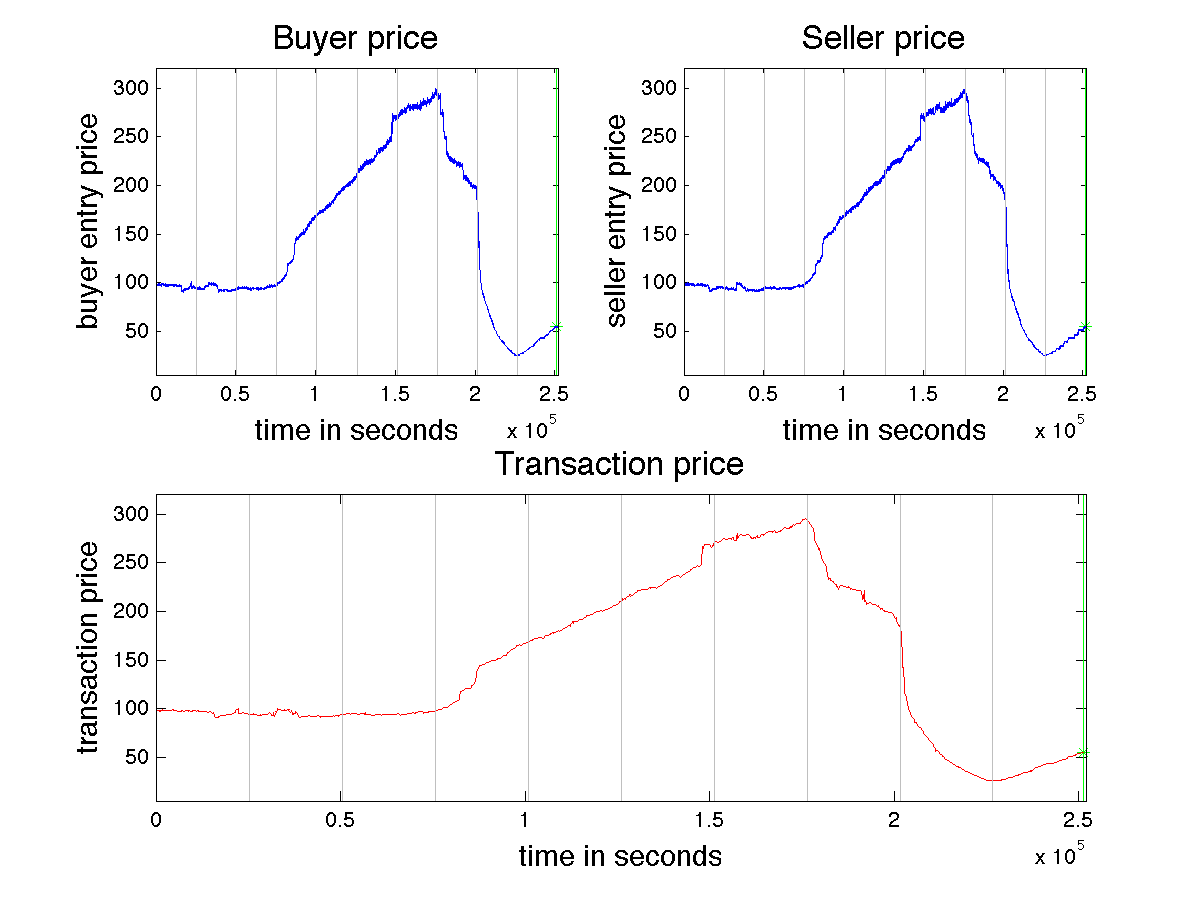 Buyer price
300
250
200
150
100
50
buyer entry price
0 0.5 1 1.5 2 2.5
x 10^5
time in seconds
Seller price
300
250
200
150
100
50
seller entry price
0 0.5 1 1.5 2 2.5
x 10^5
time in seconds
Transaction price
300
250
200
150
100
50
transaction price
0 0.5 1 1.5 2 2.5
x 10^5
time in seconds